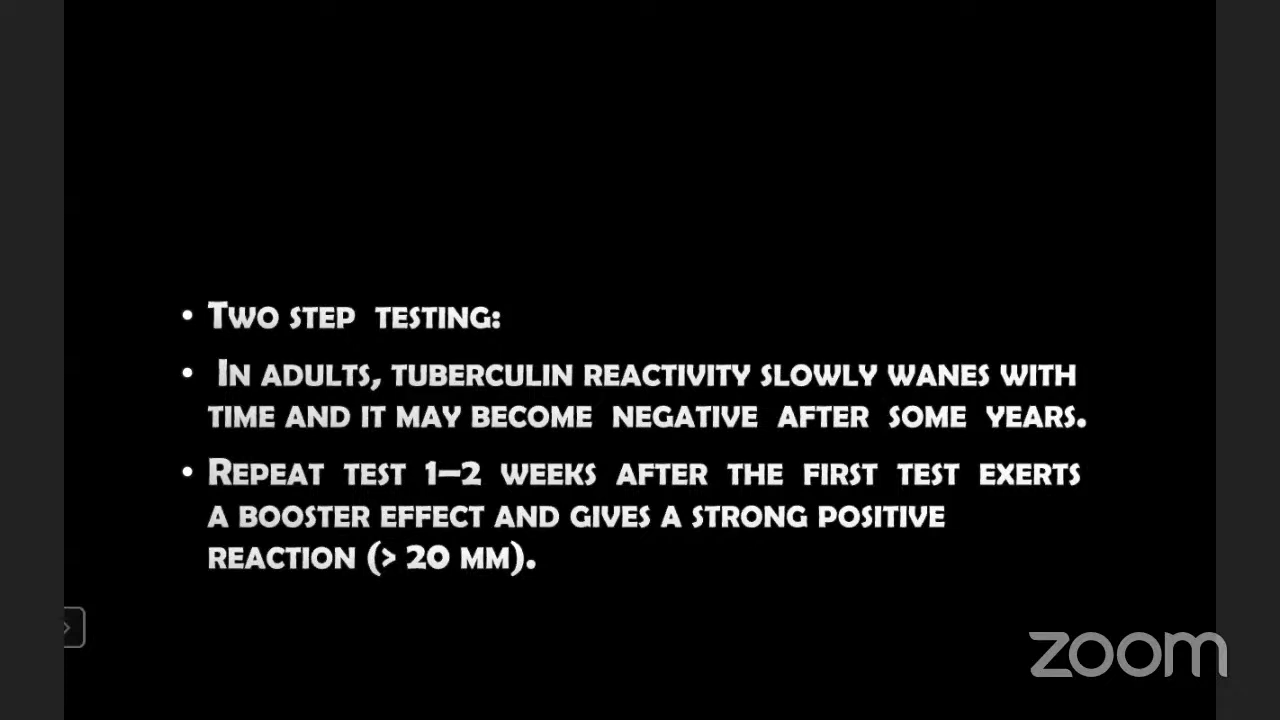 • Two step testing:
• In adults, tuberculin reactivity slowly wanes with
time and it may become negative after some years.
• Repeat test 1–2 weeks after the first test exerts
a booster effect and gives a strong positive
reaction (> 20 mm).
zoom